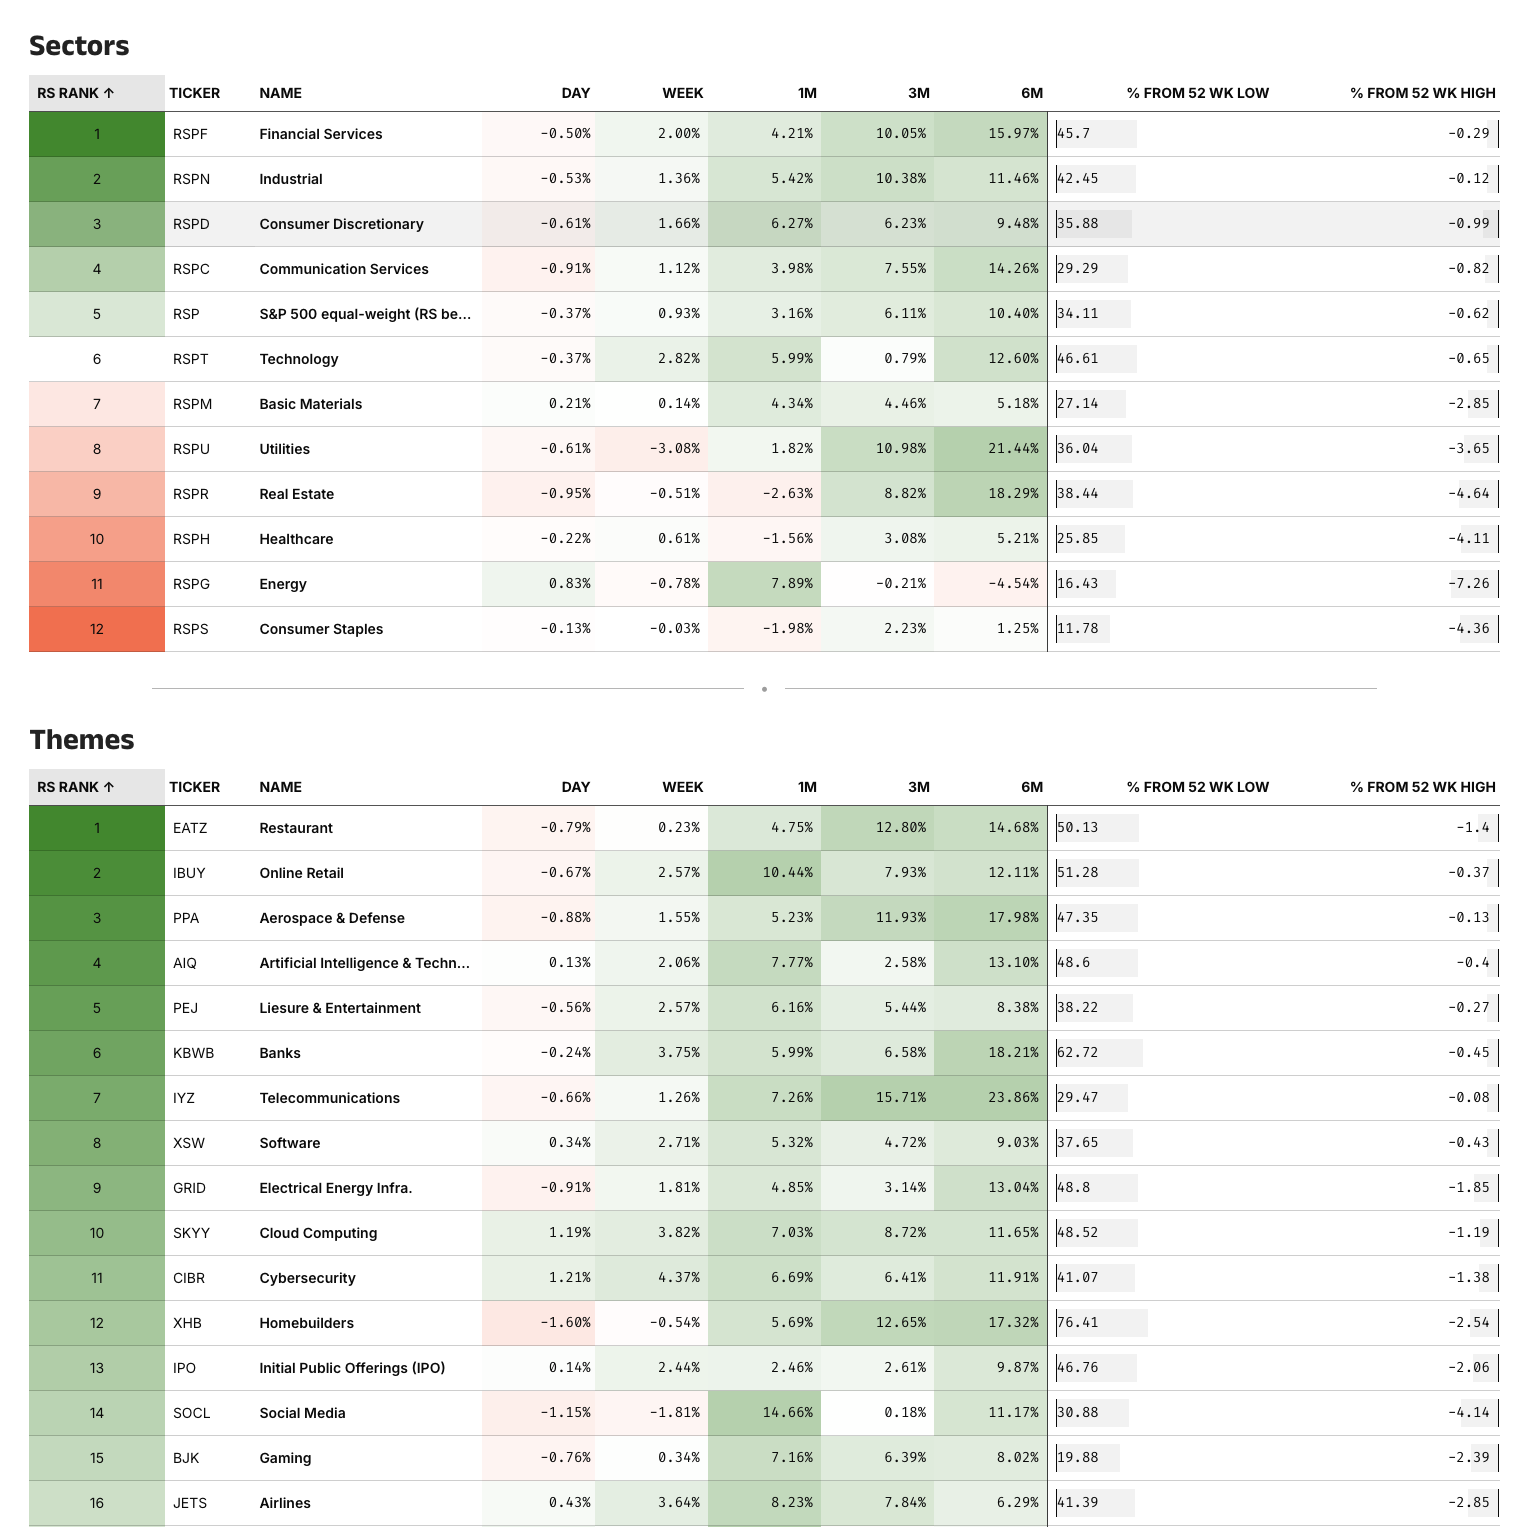 Sectors
RS RANK ↑ TICKER NAME DAY WEEK 1M 3M 6M % FROM 52 WK LOW % FROM 52 WK HIGH
1 RSPF Financial Services -0.50% 2.00% 4.21% 10.05% 15.97% 45.7 -0.29
2 RSPN Industrial -0.53% 1.36% 5.42% 10.38% 11.46% 42.45 -0.12
3 RSPD Consumer Discretionary -0.61% 1.66% 6.27% 6.23% 9.48% 35.88 -0.99
4 RSPC Communication Services -0.91% 1.12% 3.98% 7.55% 14.26% 29.29 -0.82
5 RSP S&P 500 equal-weight (RS be... -0.37% 0.93% 3.16% 6.11% 10.40% 34.11 -0.62
6 RSPT Technology -0.37% 2.82% 5.99% 0.79% 12.60% 46.61 -0.65
7 RSPM Basic Materials 0.21% 0.14% 4.34% 4.46% 5.18% 27.14 -2.85
8 RSPU Utilities -0.61% -3.08% 1.82% 10.98% 21.44% 36.04 -3.65
9 RSPR Real Estate -0.95% -0.51% -2.63% 8.82% 18.29% 38.44 -4.64
10 RSPH Healthcare -0.22% 0.61% -1.56% 3.08% 5.21% 25.85 -4.11
11 RSPG Energy 0.83% -0.78% 7.89% -0.21% -4.54% 16.43 -7.26
12 RSPS Consumer Staples -0.13% -0.03% -1.98% 2.23% 1.25% 11.78 -4.36
Themes
RS RANK ↑ TICKER NAME DAY WEEK 1M 3M 6M % FROM 52 WK LOW % FROM 52 WK HIGH
1 EATZ Restaurant -0.79% 0.23% 4.75% 12.80% 14.68% 50.13 -1.4
2 IBUY Online Retail -0.67% 2.57% 10.44% 7.93% 12.11% 51.28 -0.37
3 PPA Aerospace & Defense -0.88% 1.55% 5.23% 11.93% 17.98% 47.35 -0.13
4 AIQ Artificial Intelligence & Techn... 0.13% 2.06% 7.77% 2.58% 13.10% 48.6 -0.4
5 PEJ Liesure & Entertainment -0.56% 2.57% 6.16% 5.44% 8.38% 38.22 -0.27
6 KBWB Banks -0.24% 3.75% 5.99% 6.58% 18.21% 62.72 -0.45
7 IYZ Telecommunications -0.66% 1.26% 7.26% 15.71% 23.86% 29.47 -0.08
8 XSW Software 0.34% 2.71% 5.32% 4.72% 9.03% 37.65 -0.43
9 GRID Electrical Energy Infra. -0.91% 1.81% 4.85% 3.14% 13.04% 48.8 -1.85
10 SKYY Cloud Computing 1.19% 3.82% 7.03% 8.72% 11.65% 48.52 -1.19
11 CIBR Cybersecurity 1.21% 4.37% 6.69% 6.41% 11.91% 41.07 -1.38
12 XHB Homebuilders -1.60% -0.54% 5.69% 12.65% 17.32% 76.41 -2.54
13 IPO Initial Public Offerings (IPO) 0.14% 2.44% 2.46% 2.61% 9.87% 46.76 -2.06
14 SOCL Social Media -1.15% -1.81% 14.66% 0.18% 11.17% 30.88 -4.14
15 BJK Gaming -0.76% 0.34% 7.16% 6.39% 8.02% 19.88 -2.39
16 JETS Airlines 0.43% 3.64% 8.23% 7.84% 6.29% 41.39 -2.85